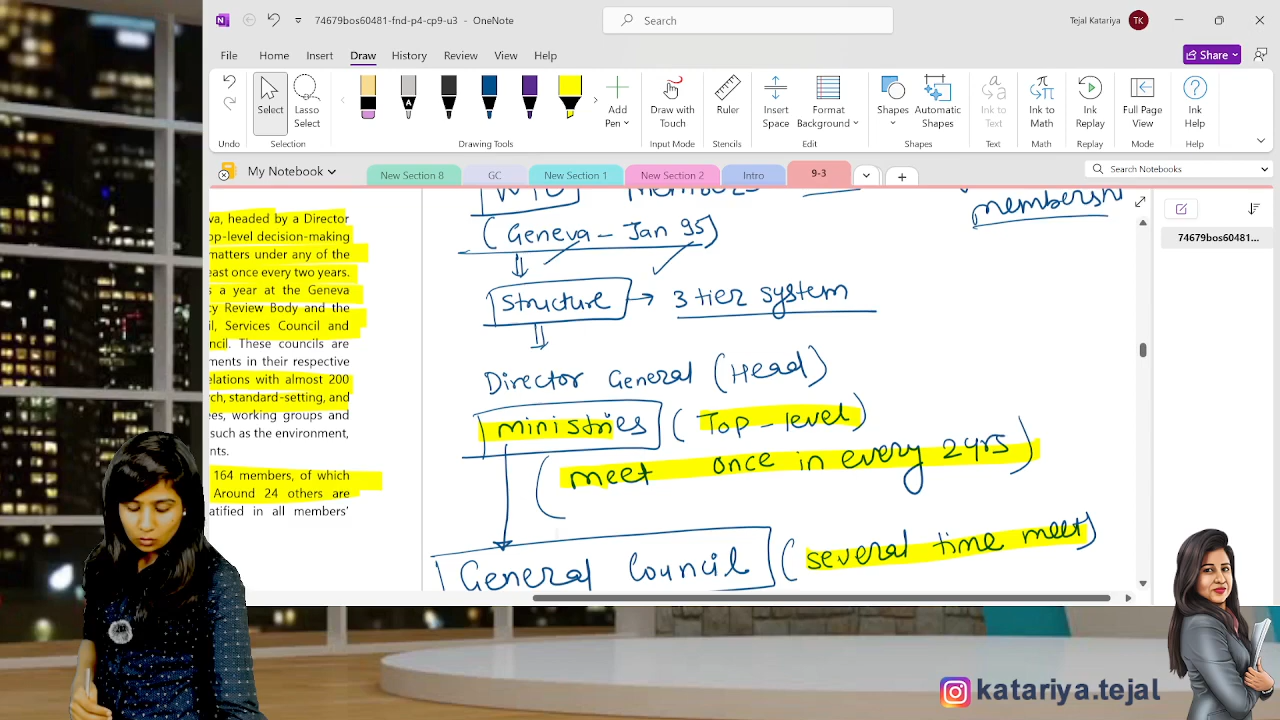 74679bos60481-fnd-p4-cp9-u3 - OneNote
Search
Tejal Katariya TK
File Insert Draw History Review View Help
Share
Select
Lasso Select
Add Pen
Draw with Touch
Ruler
Insert Space
Format Background
Shapes
Automatic Shapes
Ink to Text
Ink to Math
Ink Replay
Full Page View
Ink Help
Undo Selection Drawing Tools Input Mode Stencils Edit Shapes Math Replay View Help
My Notebook New Section 8 GC New Section 1 New Section 2 Intro 9-3
Search Notebooks
74679bos60481...
va, headed by a Director
op-level decision-making
matters under any of the
east once every two years.
s a year at the Geneva
cy Review Body and the
il, Services Council and
ncil. These councils are
ments in their respective
elations with almost 200
rch, standard-setting, and
ees, working groups and
such as the environment,
nts.
164 members, of which
Around 24 others are
atified in all members'
WTO members
membershi
(Geneva - Jan 95)
Structure → 3 tier system
Director General (Head)
ministries (Top-level)
(meet once in every 2yrs)
General Council (several time meet)
katariya.tejal